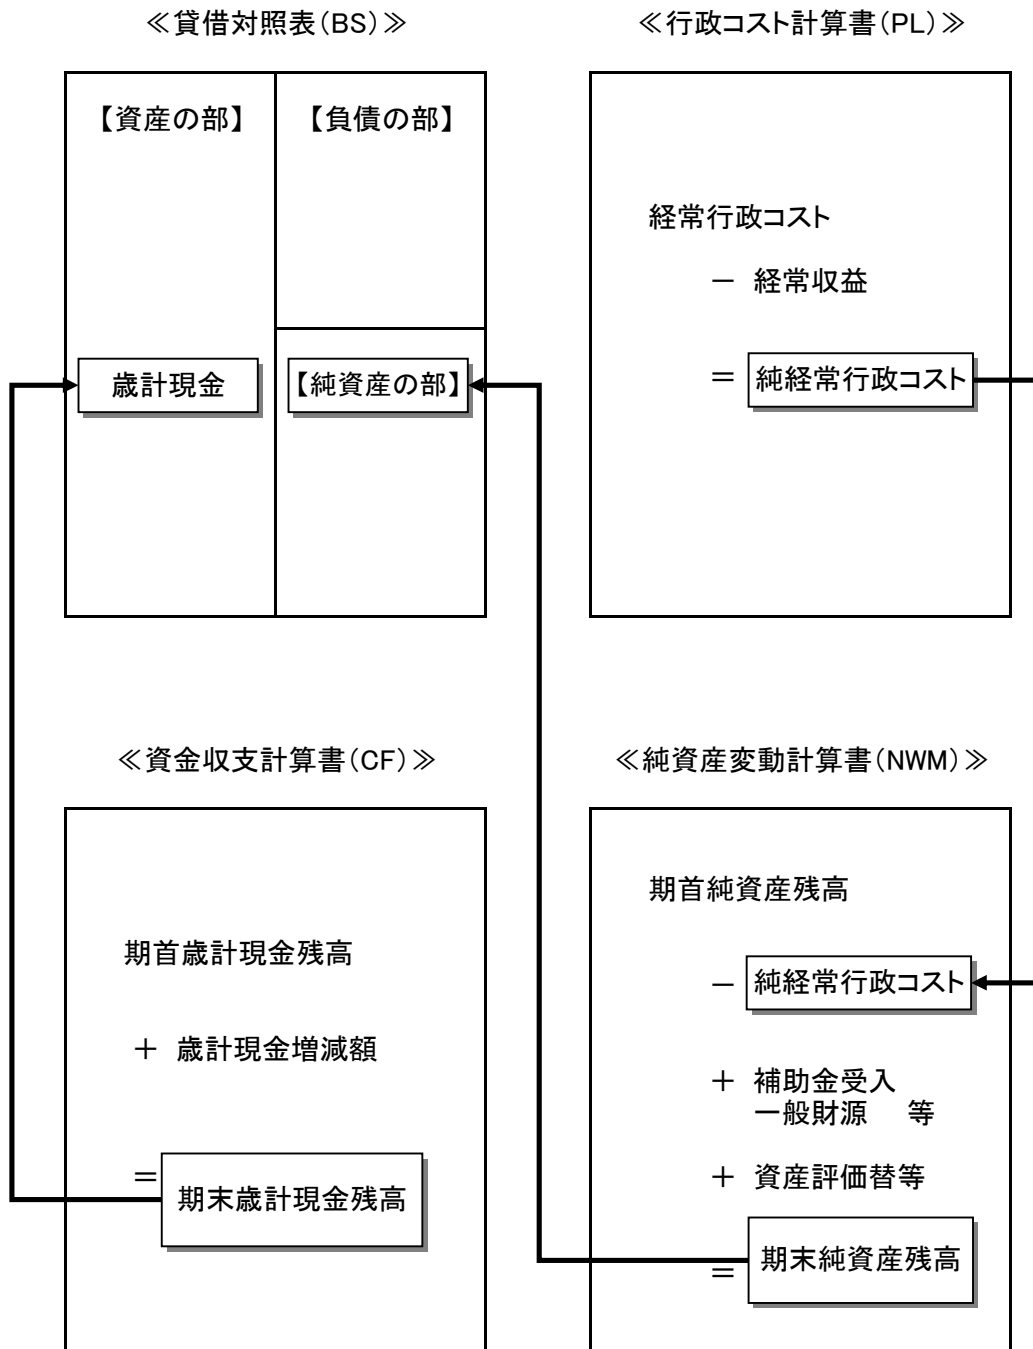 ≪貸借対照表(BS)≫
【資産の部】
【負債の部】
歳計現金
【純資産の部】
≪行政コスト計算書(PL)≫
経常行政コスト
－ 経常収益
＝ 純経常行政コスト
≪資金収支計算書(CF)≫
期首歳計現金残高
＋ 歳計現金増減額
＝ 期末歳計現金残高
≪純資産変動計算書(NWM)≫
期首純資産残高
－ 純経常行政コスト
＋ 補助金受入
一般財源 等
＋ 資産評価替等
＝ 期末純資産残高